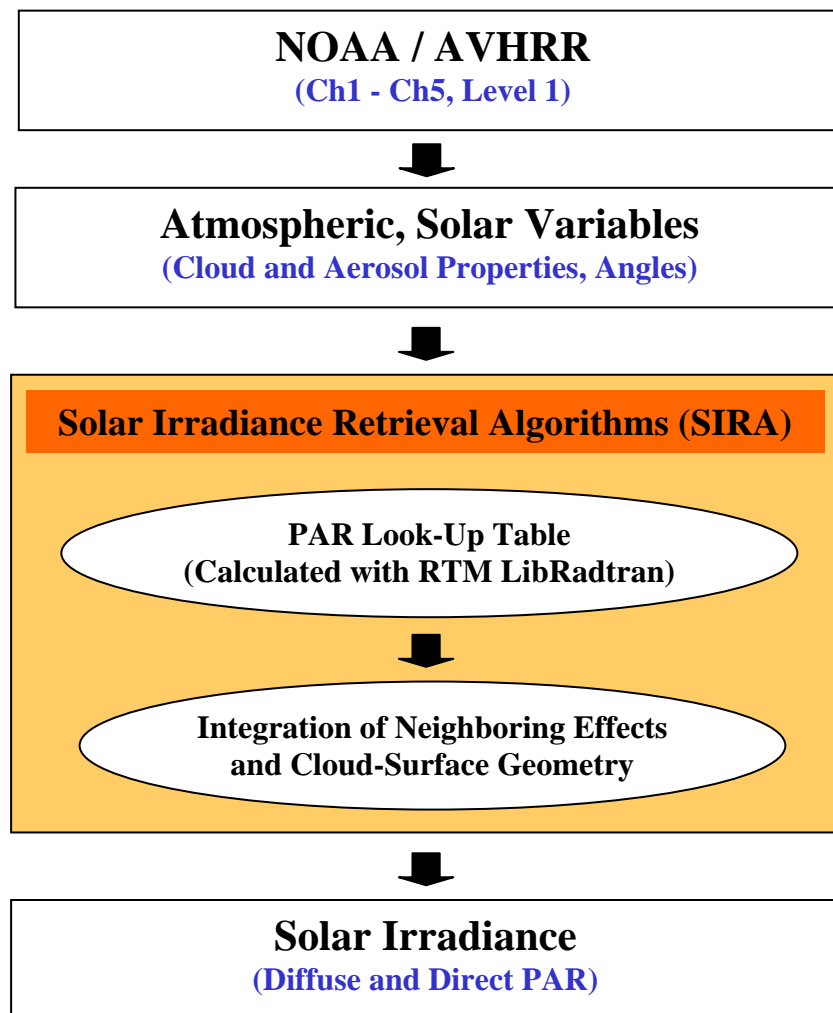 NOAA / AVHRR
(Ch1 - Ch5, Level 1)
Atmospheric, Solar Variables
(Cloud and Aerosol Properties, Angles)
Solar Irradiance Retrieval Algorithms (SIRA)
PAR Look-Up Table
(Calculated with RTM LibRadtran)
Integration of Neighboring Effects
and Cloud-Surface Geometry
Solar Irradiance
(Diffuse and Direct PAR)